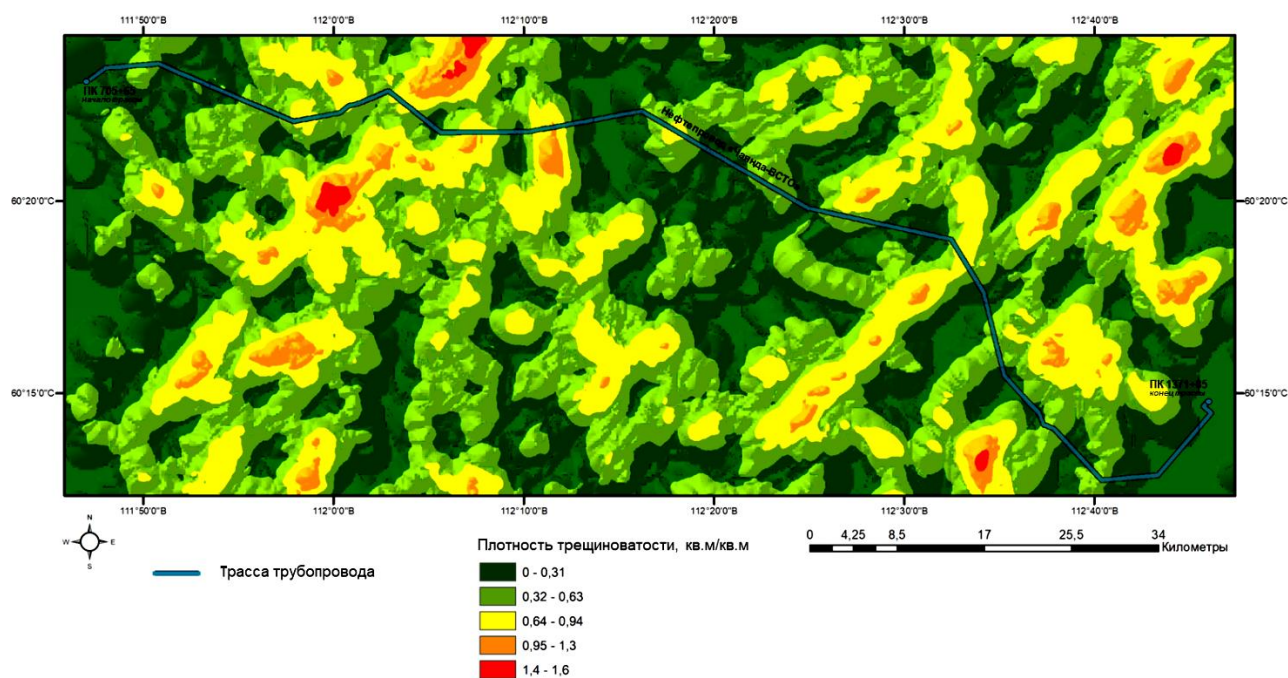 111°50'0"В 112°0'0"В 112°10'0"В 112°20'0"В 112°30'0"В 112°40'0"В
ПК 705+65
Нефтепровод
ВСТО»
60°20'0"С 60°20'0"С
ПК 1371+85
60°15'0"С 60°15'0"С
111°50'0"В 112°0'0"В 112°10'0"В 112°20'0"В 112°30'0"В 112°40'0"В
N
W E
S
Трасса трубопровода
Плотность трещиноватости, кв.м/кв.м
0 - 0,31
0,32 - 0,63
0,64 - 0,94
0,95 - 1,3
1,4 - 1,6
0 4,25 8,5 17 25,5 34
Километры